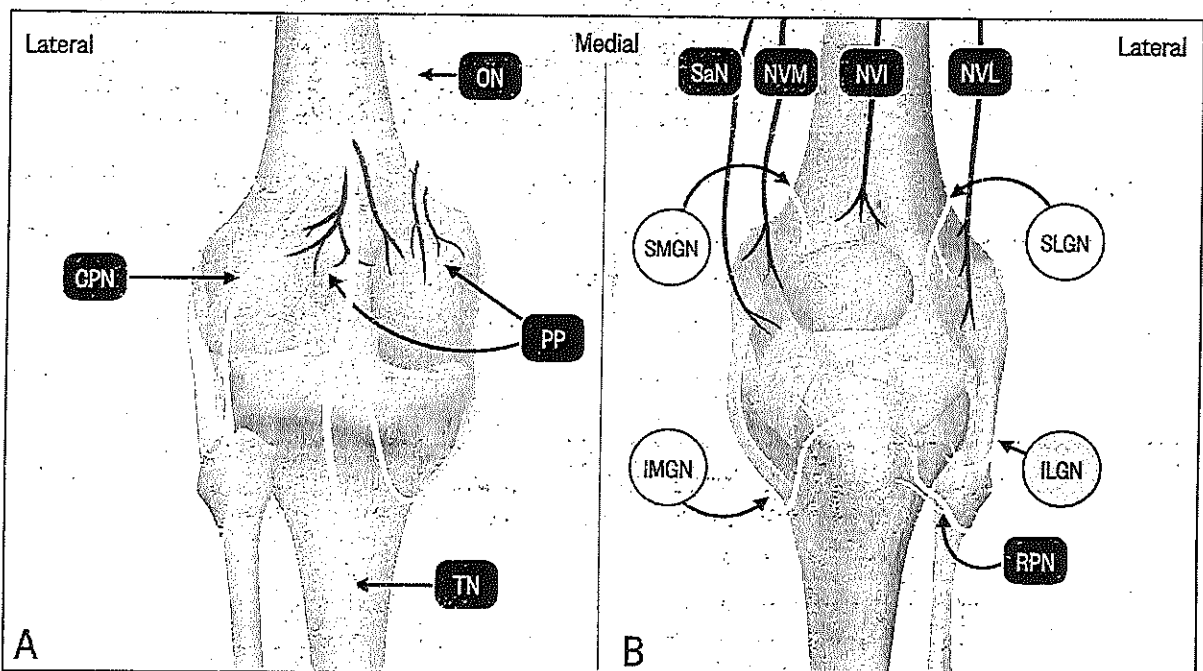 Lateral
Medial
Lateral
ON
SaN
NVM
NVI
NVL
SMGN
SLGN
CPN
PP
IMGN
ILGN
RPN
TN
A
B